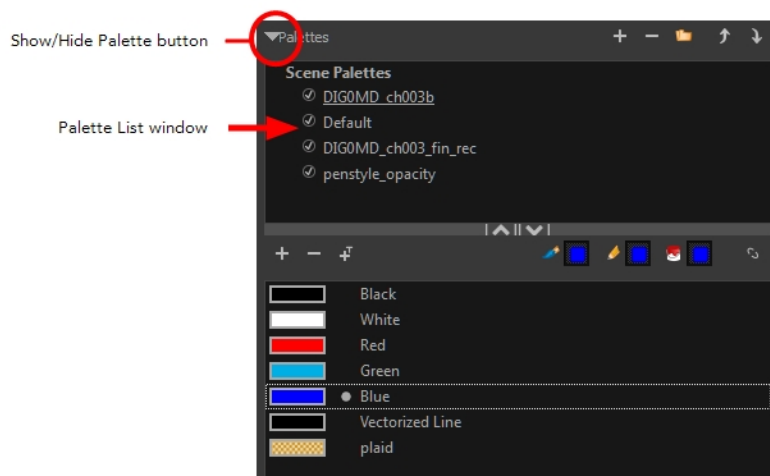 Show/Hide Palette button
Palettes
Scene Palettes
DIG0MD_ch003b
Palette List window
Default
DIG0MD_ch003_fin_rec
penstyle_opacity
T
Black
White
Red
Green
Blue
Vectorized Line
plaid